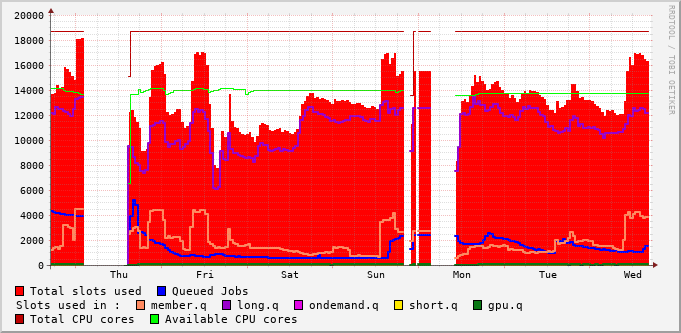 20000
18000
16000
14000
12000
10000
8000
6000
4000
2000
0
Thu Fri Sat Sun Mon Tue Wed
RRDTOOL / TOBI OETIKER
Total slots used Queued Jobs
Slots used in : member.q long.q ondemand.q short.q gpu.q
Total CPU cores Available CPU cores